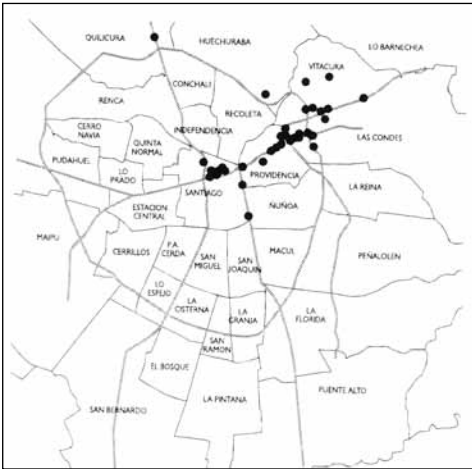 QUILICURA
HUECHURABA
LO BARNECHEA
VITACURA
CONCHALI
RENCA
RECOLETA
CERRO
NAVIA
INDEPENDENCIA
QUINTA
NORMAL
LAS CONDES
PUDAHUEL
LO
PRADO
PROVIDENCIA
SANTIAGO
LA REINA
ESTACION
CENTRAL
ÑUÑOA
MAIPU
CERRILLOS
P.A.
CERDA
SAN
MIGUEL
SAN
JOAQUIN
MACUL
PEÑALOLEN
LO
ESPEJO
LA
CISTERNA
LA
GRANJA
LA
FLORIDA
SAN
RAMON
EL BOSQUE
PUENTE ALTO
LA PINTANA
SAN BERNARDO